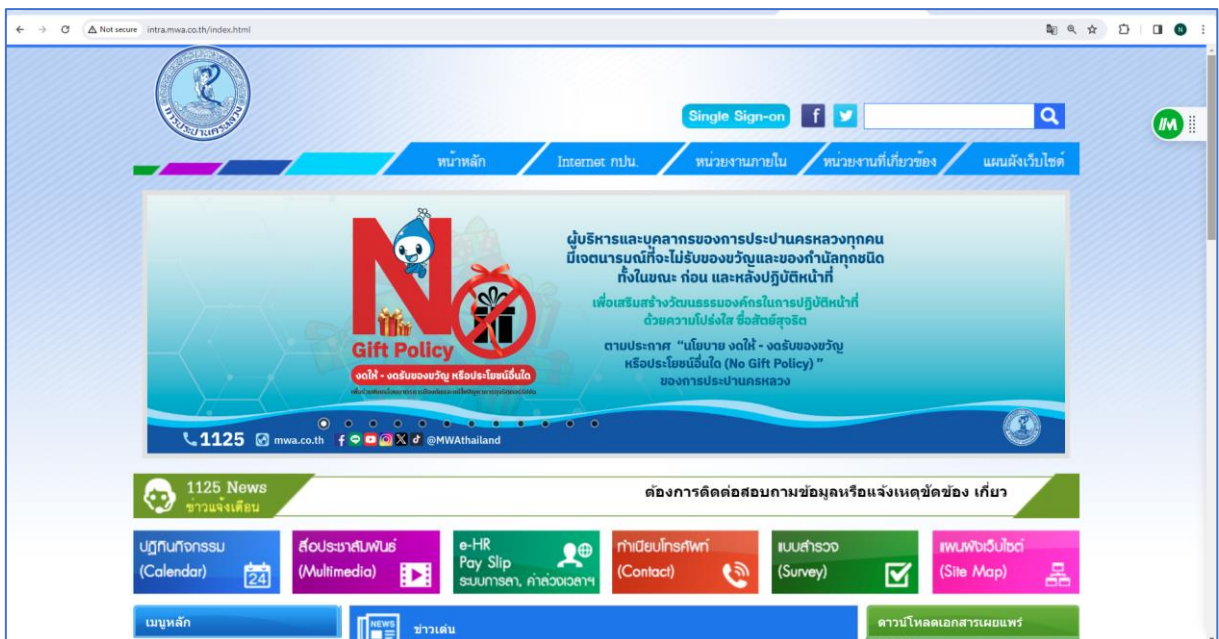 Not secure
intra.mwa.co.th/index.html
การประปานครหลวง
Single Sign-on
หน้าหลัก
Internet กปน.
หน่วยงานภายใน
หน่วยงานที่เกี่ยวข้อง
แผนผังเว็บไซต์
No
Gift Policy
งดให้ - งดรับของขวัญ หรือประโยชน์อื่นใด
ผู้บริหารและบุคลากรของการประปานครหลวงทุกคน
มีเจตนารมณ์ที่จะไม่รับของขวัญและของกำนัลทุกชนิด
ทั้งในขณะ ก่อน และหลังปฏิบัติหน้าที่
เพื่อเสริมสร้างวัฒนธรรมองค์กรในการปฏิบัติหน้าที่
ด้วยความโปร่งใส ซื่อสัตย์สุจริต
ตามประกาศ “นโยบาย งดให้ - งดรับของขวัญ
หรือประโยชน์อื่นใด (No Gift Policy) ”
ของการประปานครหลวง
1125 mwa.co.th @MWAthailand
1125 News
ข่าวแจ้งเตือน
ต้องการติดต่อสอบถามข้อมูลหรือแจ้งเหตุขัดข้อง เกี่ยว
ปฏิทินกิจกรรม
(Calendar)
24
สื่อประชาสัมพันธ์
(Multimedia)
e-HR
Pay Slip
ระบบการลา, ค่าล่วงเวลาฯ
ทำเนียบโทรศัพท์
(Contact)
แบบสำรวจ
(Survey)
แผนผังเว็บไซต์
(Site Map)
เมนูหลัก
NEWS
ข่าวเด่น
ดาวน์โหลดเอกสารเผยแพร่